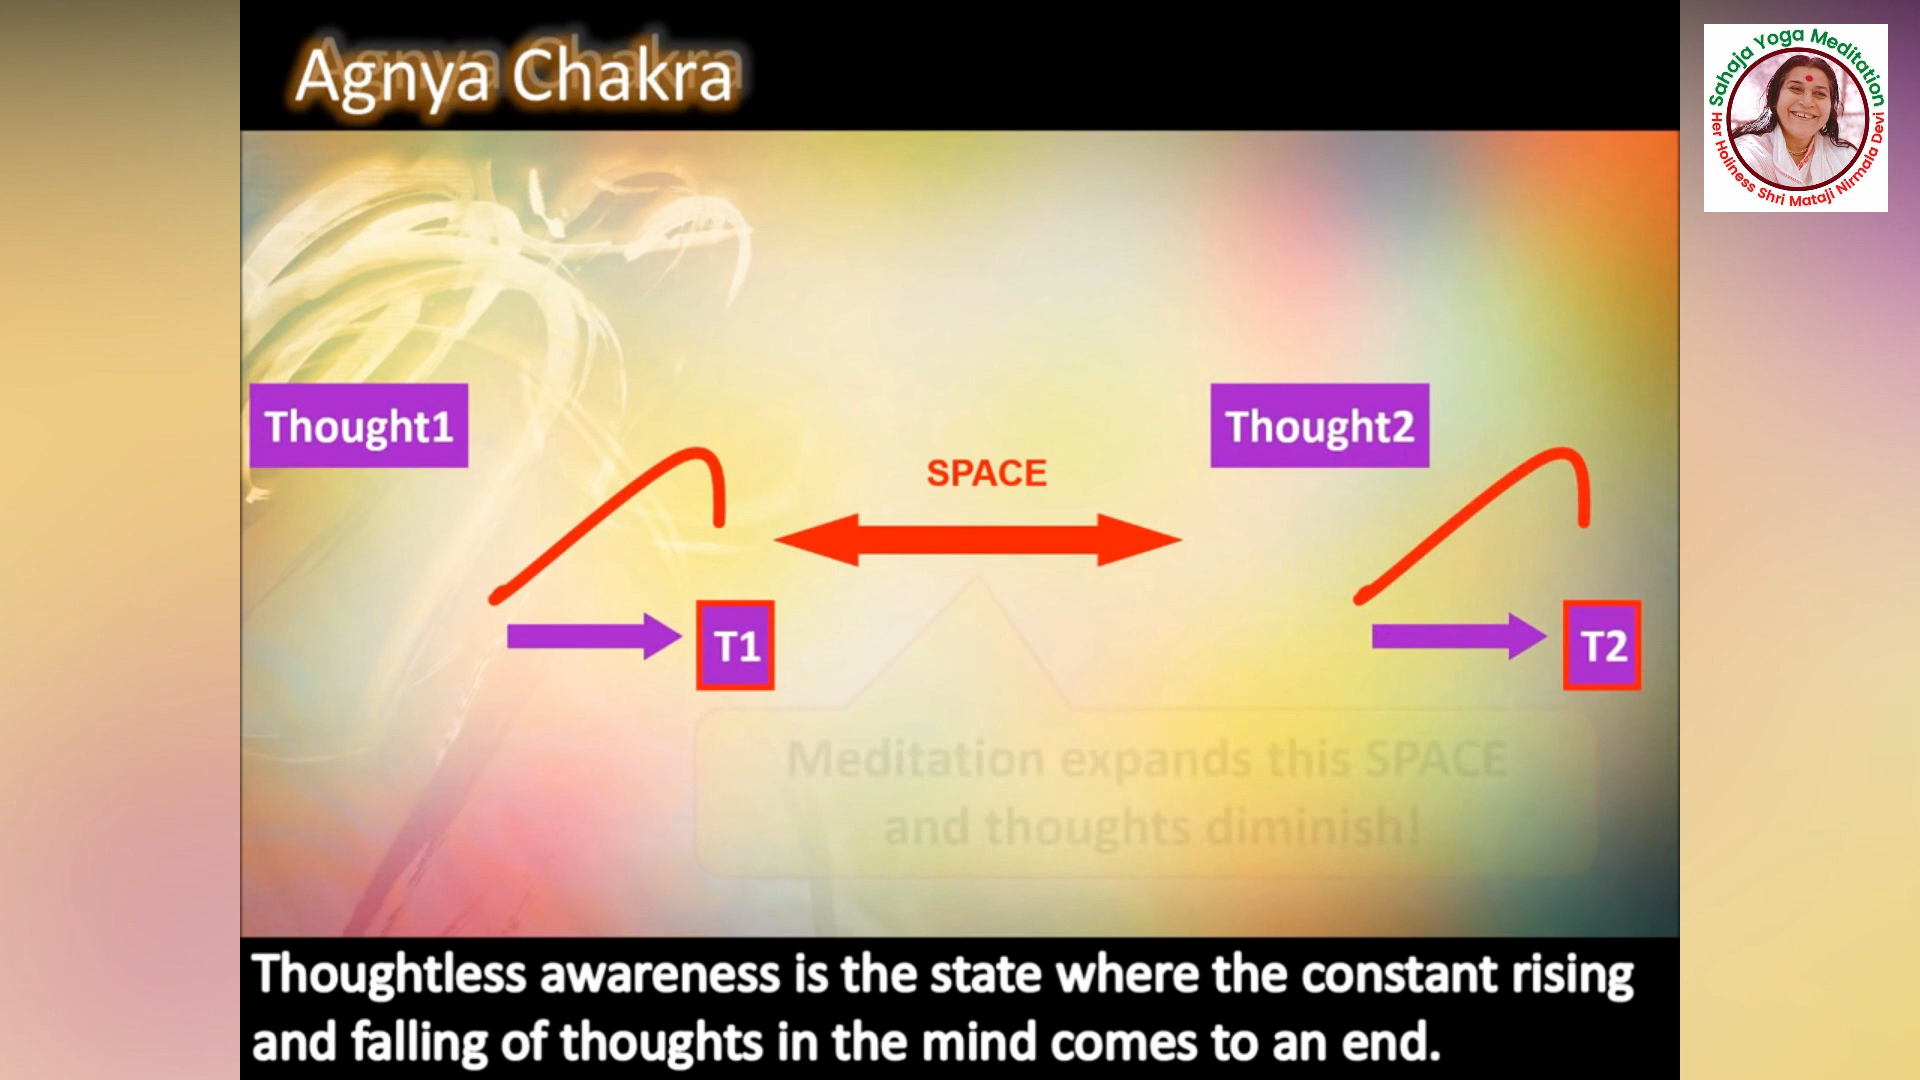 Agnya Chakra
Sahaja Yoga Meditation
Her Holiness Shri Mataji Nirmala Devi
Thought1
Thought2
SPACE
T1
T2
Meditation expands this SPACE
and thoughts diminish!
Thoughtless awareness is the state where the constant rising
and falling of thoughts in the mind comes to an end.